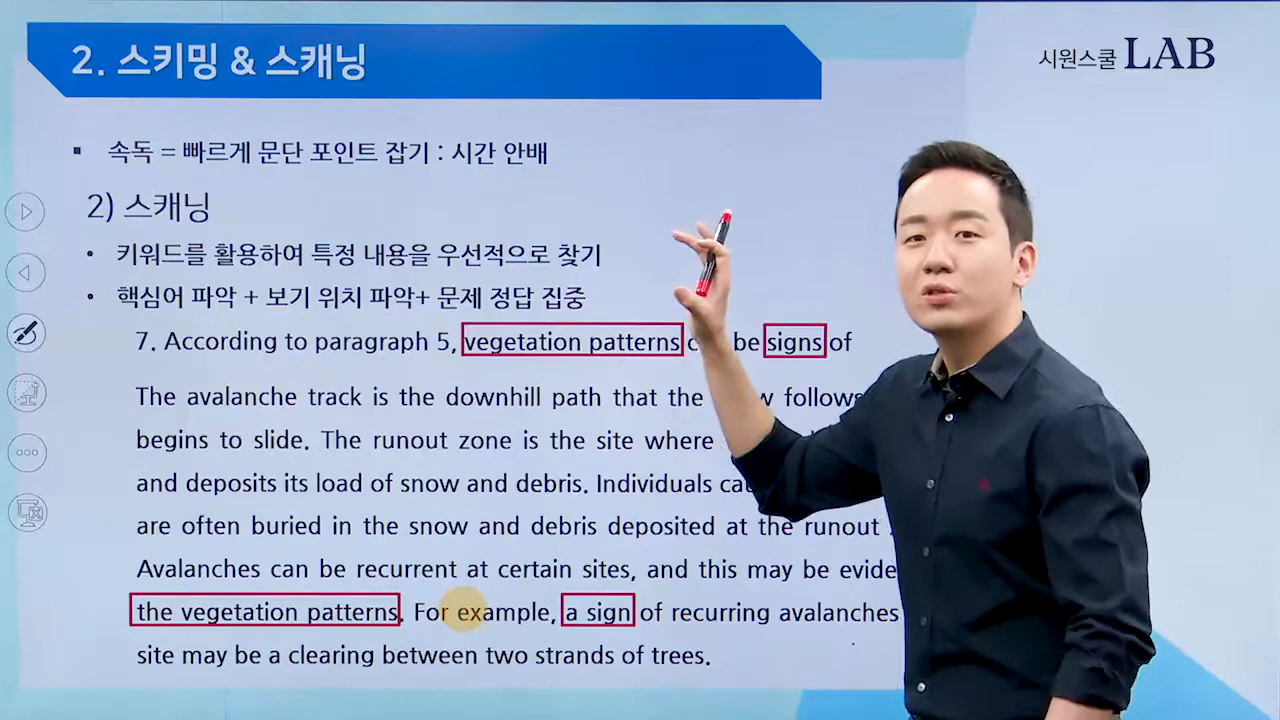 2. 스키밍 & 스캐닝
시원스쿨 LAB
▪ 속독 = 빠르게 문단 포인트 잡기 : 시간 안배
2) 스캐닝
• 키워드를 활용하여 특정 내용을 우선적으로 찾기
• 핵심어 파악 + 보기 위치 파악+ 문제 정답 집중
7. According to paragraph 5, vegetation patterns be signs of
The avalanche track is the downhill path that the follows
begins to slide. The runout zone is the site where
and deposits its load of snow and debris. Individuals
are often buried in the snow and debris deposited at the runout
Avalanches can be recurrent at certain sites, and this may be
the vegetation patterns. For example, a sign of recurring avalanches
site may be a clearing between two strands of trees.